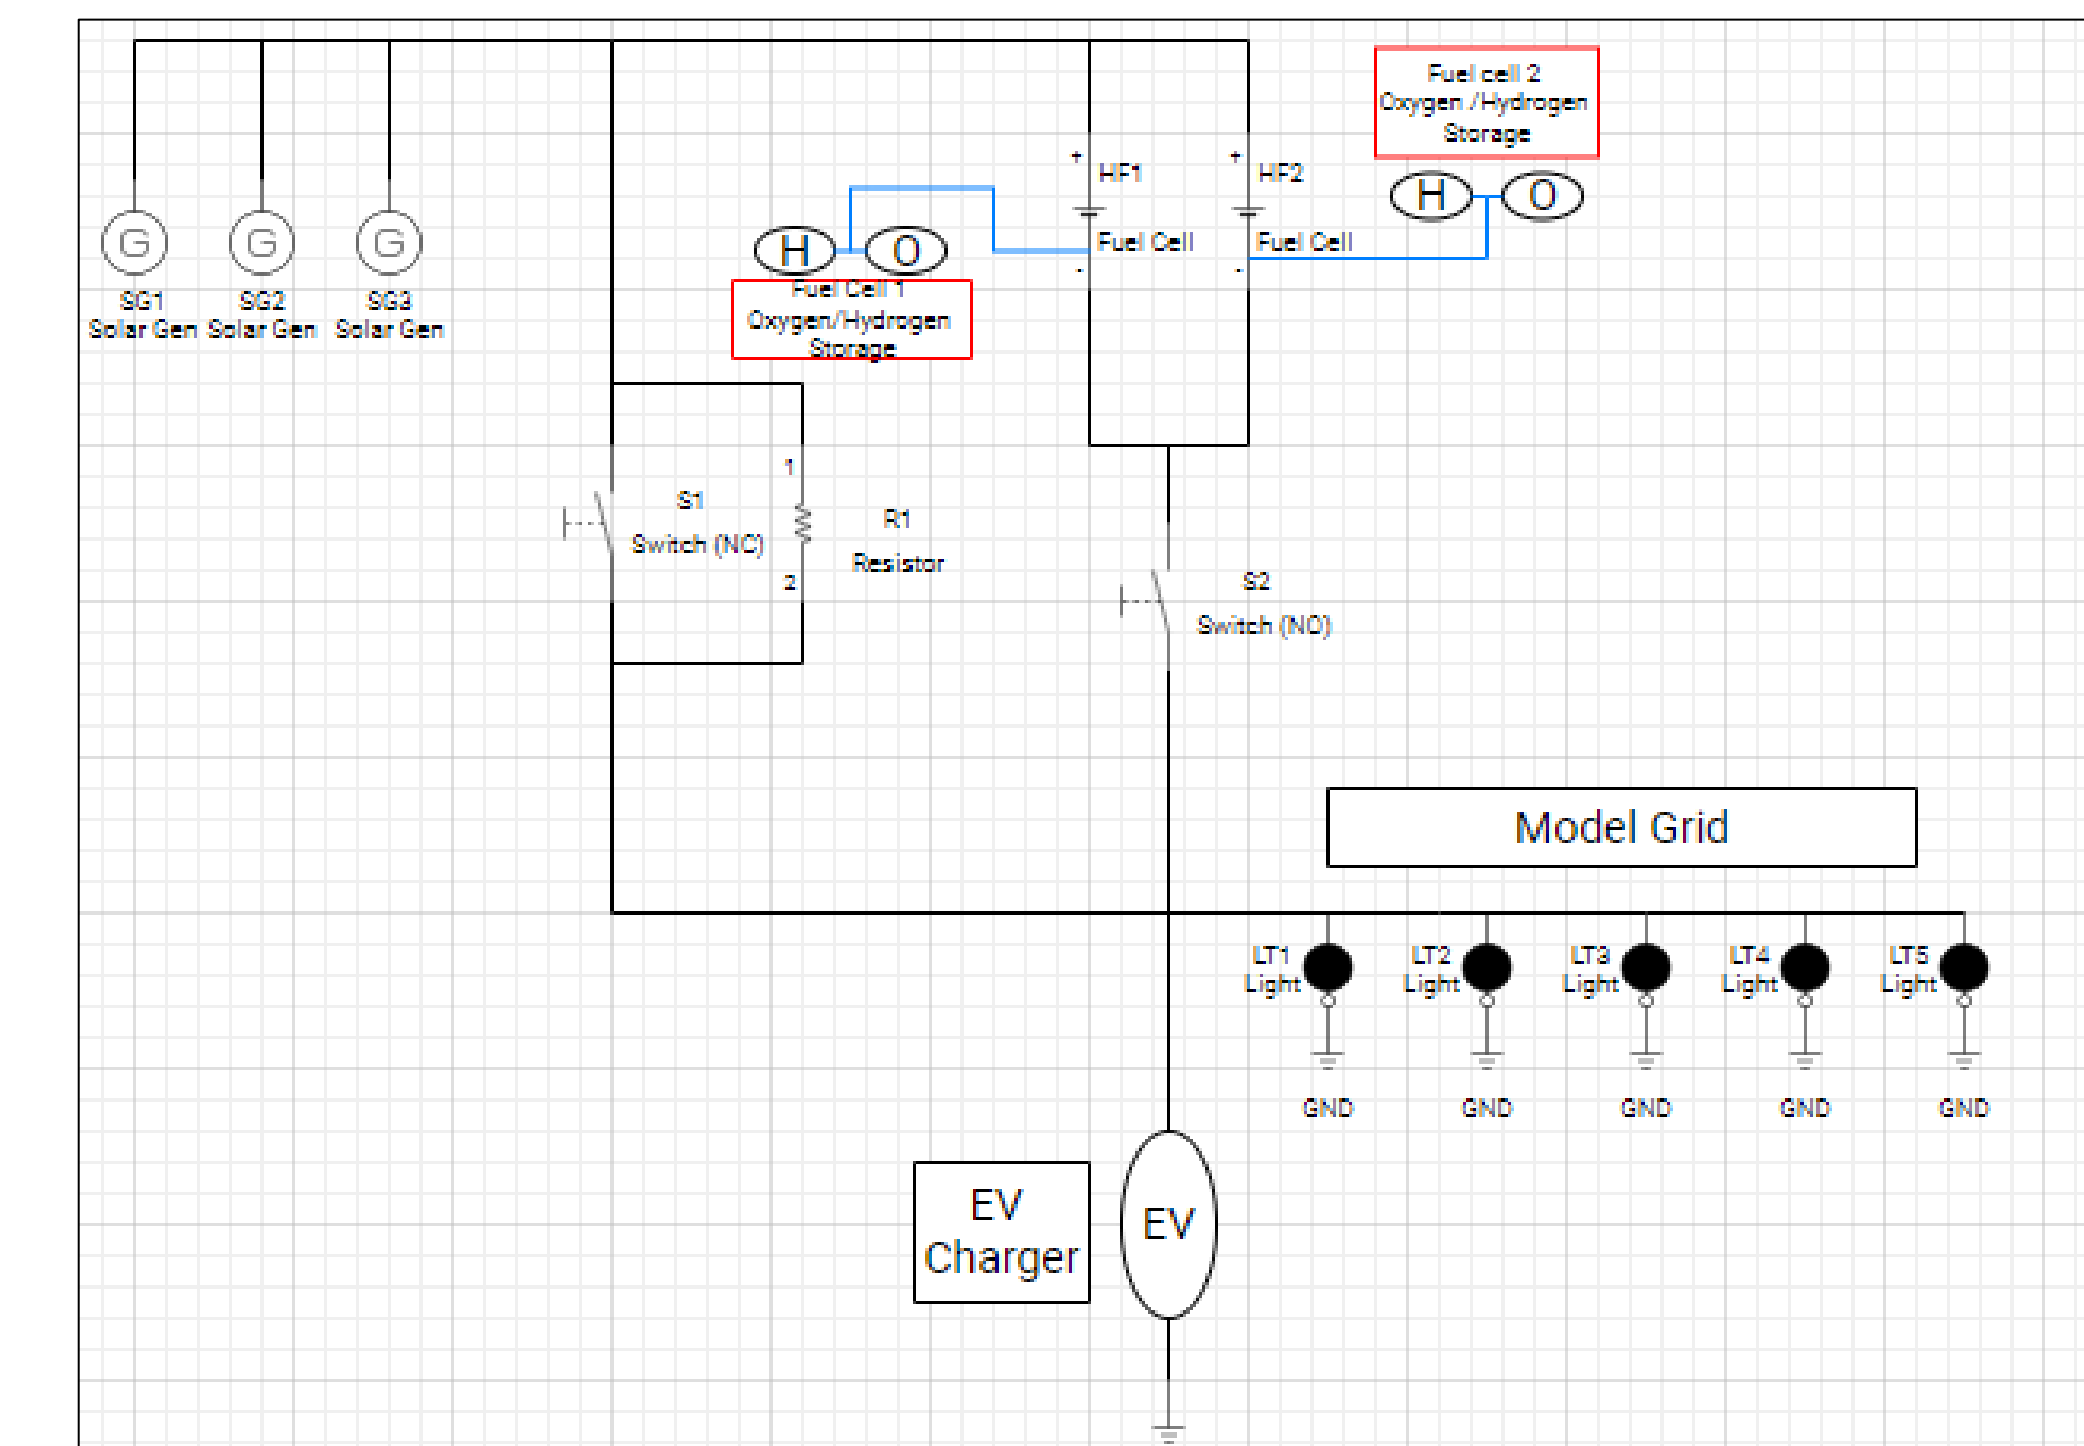 Fuel cell 2
Oxygen /Hydrogen
Storage
+
HF1
+
HF2
H
O
G
G
G
Fuel Cell
-
Fuel Cell
-
H
O
SG1
Solar Gen
SG2
Solar Gen
SG3
Solar Gen
Fuel Cell 1
Oxygen/Hydrogen
Storage
1
S1
Switch (NC)
R1
Resistor
2
S2
Switch (NO)
Model Grid
LT1
Light
LT2
Light
LT3
Light
LT4
Light
LT5
Light
GND
GND
GND
GND
GND
EV
Charger
EV